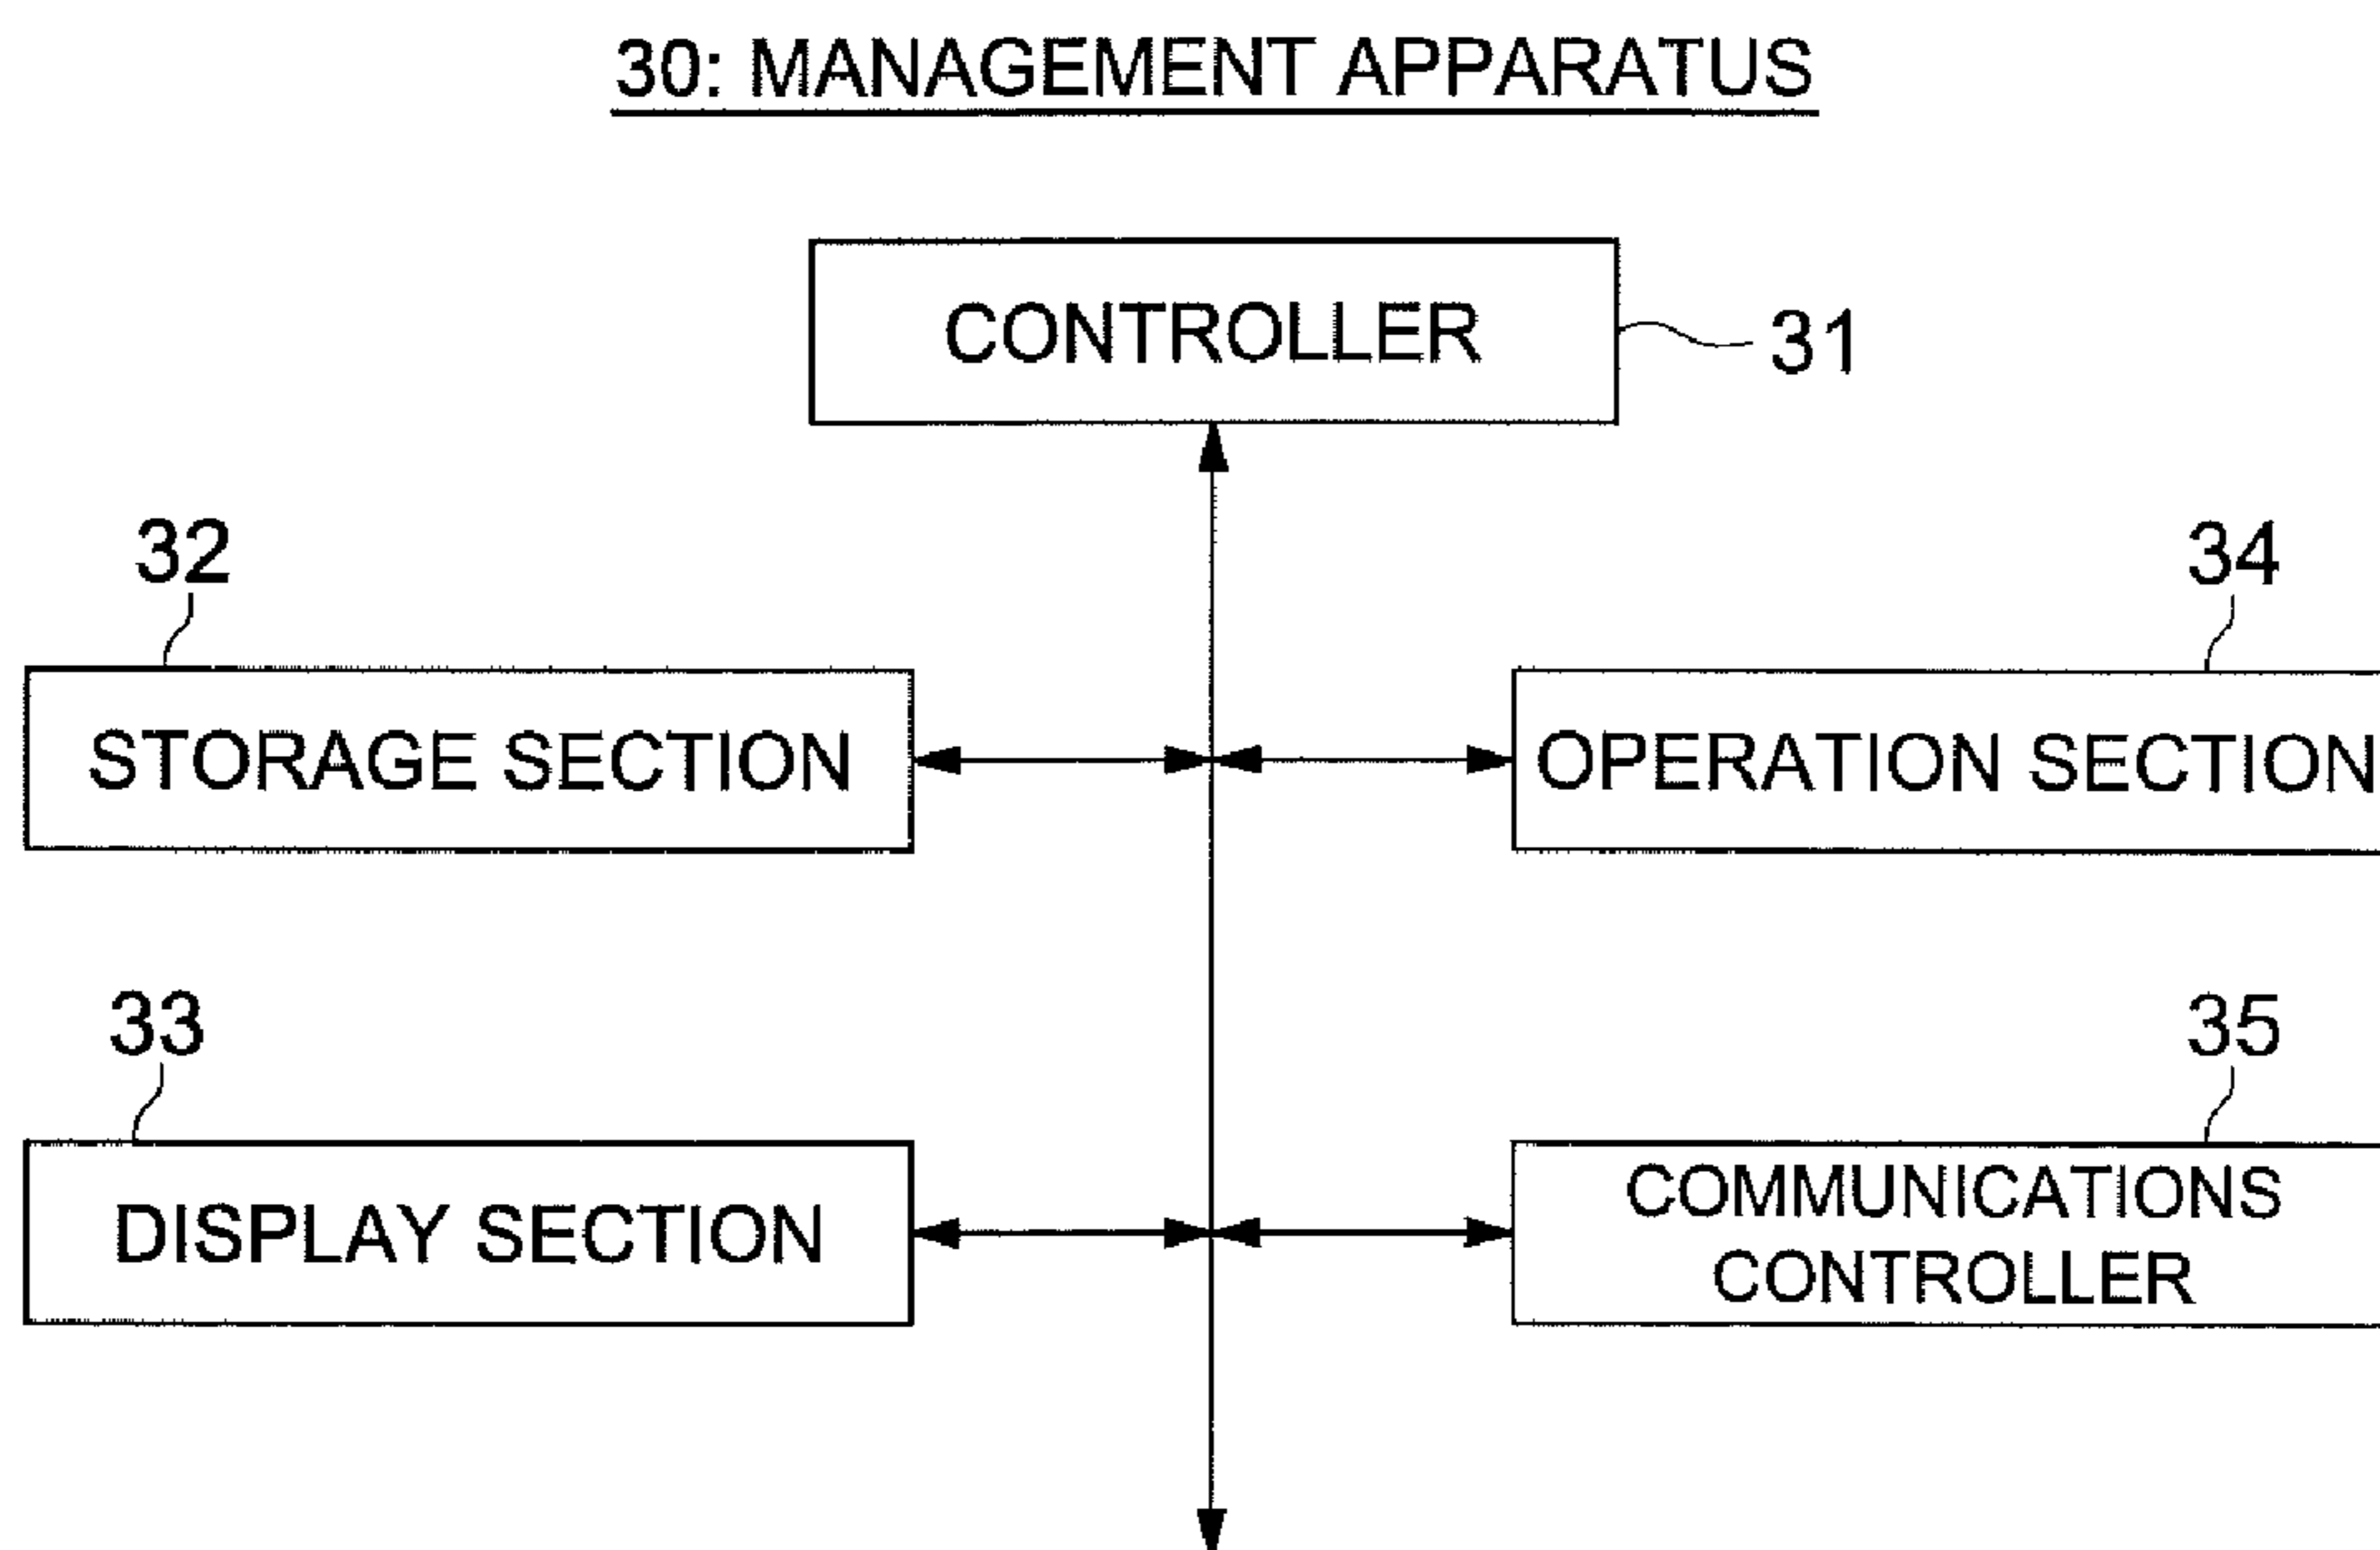 30: MANAGEMENT APPARATUS
CONTROLLER
31
32
34
STORAGE SECTION
OPERATION SECTION
33
35
DISPLAY SECTION
COMMUNICATIONS
CONTROLLER